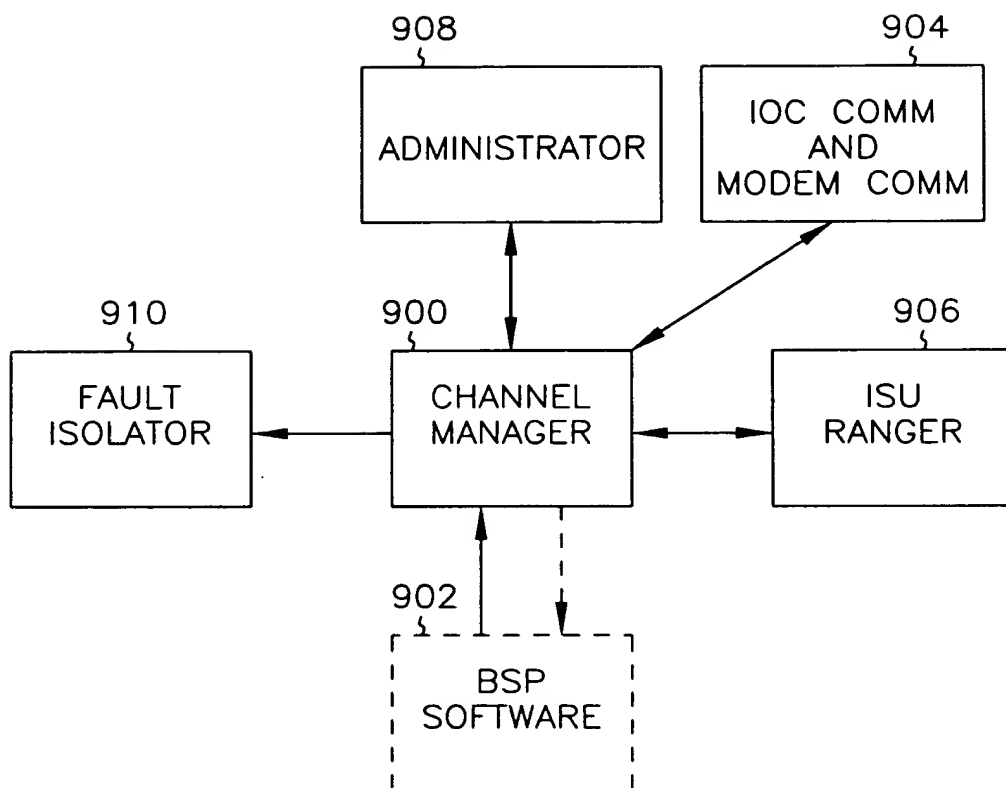 908
ADMINISTRATOR
904
IOC COMM
AND
MODEM COMM
910
FAULT
ISOLATOR
900
CHANNEL
MANAGER
906
ISU
RANGER
902
BSP
SOFTWARE